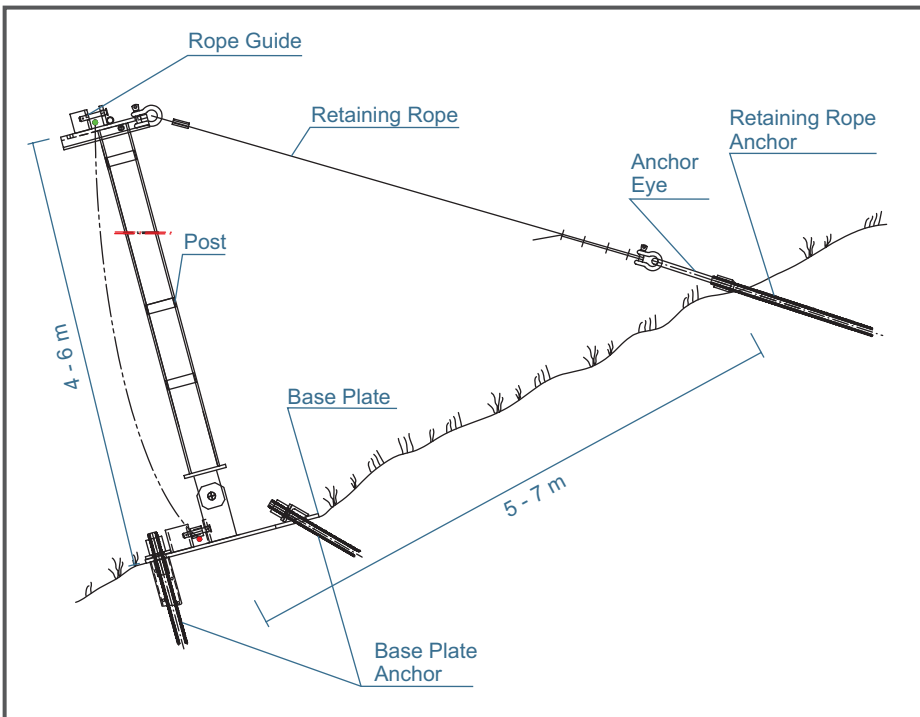 Rope Guide
Retaining Rope
Retaining Rope
Anchor
Anchor
Eye
Post
4 - 6 m
Base Plate
5 - 7 m
Base Plate
Anchor